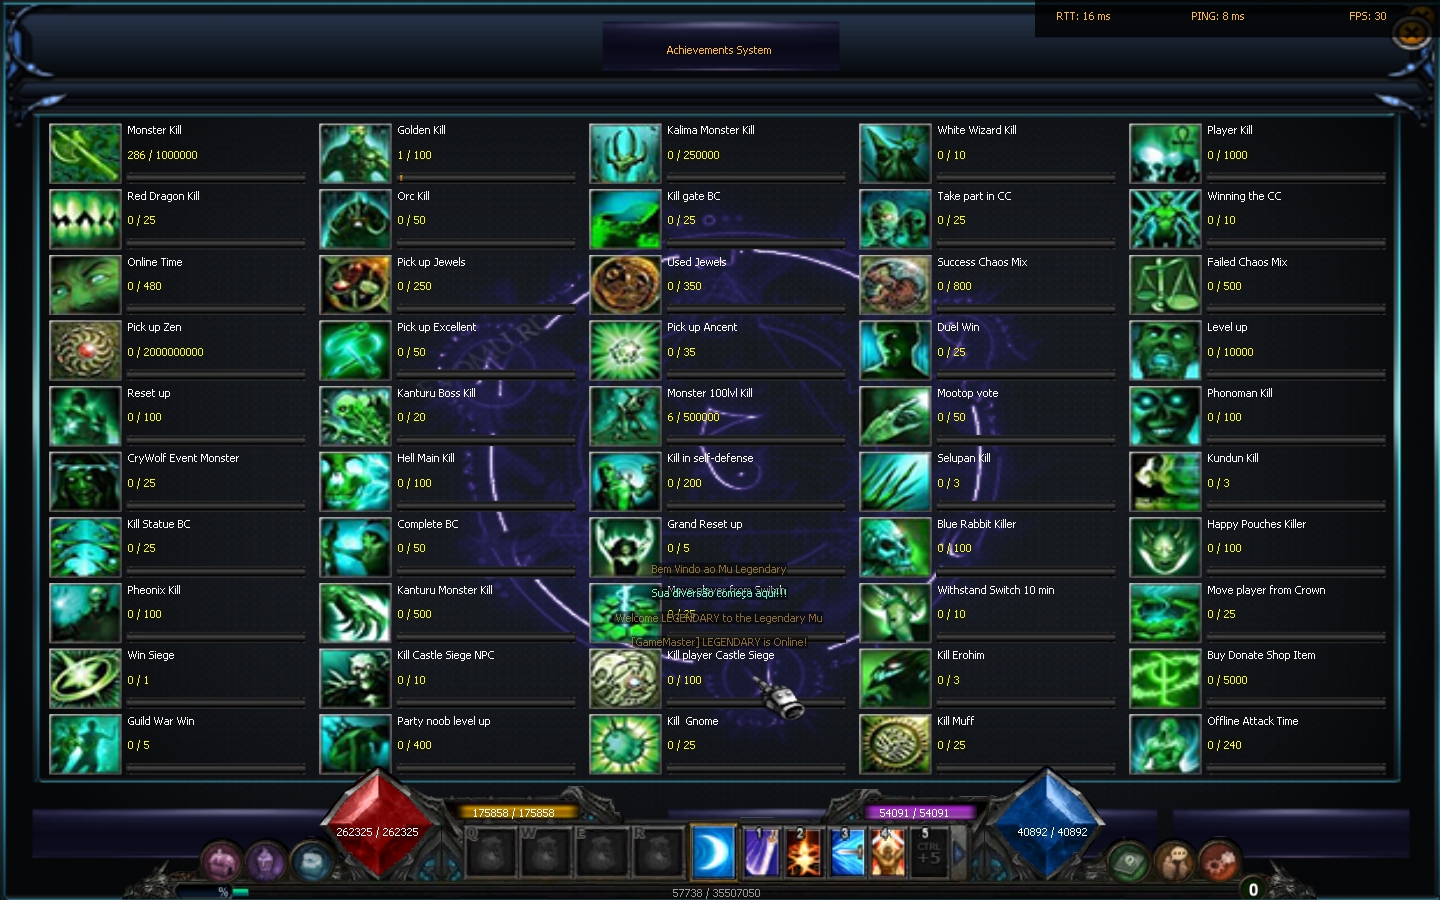 RTT: 16 ms PING: 8 ms FPS: 30
Achievements System
Monster Kill
286 / 1000000
Golden Kill
1 / 100
Kalima Monster Kill
0 / 250000
White Wizard Kill
0 / 10
Player Kill
0 / 1000
Red Dragon Kill
0 / 25
Orc Kill
0 / 50
Kill gate BC
0 / 25
Take part in CC
0 / 25
Winning the CC
0 / 10
Online Time
0 / 480
Pick up Jewels
0 / 250
Used Jewels
0 / 350
Success Chaos Mix
0 / 800
Failed Chaos Mix
0 / 500
Pick up Zen
0 / 2000000000
Pick up Excellent
0 / 50
Pick up Ancent
0 / 35
Duel Win
0 / 25
Level up
0 / 10000
Reset up
0 / 100
Kanturu Boss Kill
0 / 20
Monster 100lvl Kill
6 / 500000
Mootop vote
0 / 50
Phonoman Kill
0 / 100
CryWolf Event Monster
0 / 25
Hell Main Kill
0 / 100
Kill in self-defense
0 / 200
Selupan Kill
0 / 3
Kundun Kill
0 / 3
Kill Statue BC
0 / 25
Complete BC
0 / 50
Grand Reset up
0 / 5
Blue Rabbit Killer
0 / 100
Happy Pouches Killer
0 / 100
Bem Vindo ao Mu Legendary
Pheonix Kill
0 / 100
Kanturu Monster Kill
0 / 500
Move player from Switch
Sua diversão começa aqui!!!
0 / 25
Welcome LEGENDARY to the Legendary Mu
Withstand Switch 10 min
0 / 10
Move player from Crown
0 / 25
[GameMaster] LEGENDARY is Online!
Win Siege
0 / 1
Kill Castle Siege NPC
0 / 10
Kill player Castle Siege
0 / 100
Kill Erohim
0 / 3
Buy Donate Shop Item
0 / 5000
Guild War Win
0 / 5
Party noob level up
0 / 400
Kill Gnome
0 / 25
Kill Muff
0 / 25
Offline Attack Time
0 / 240
175858 / 175858
54091 / 54091
262325 / 262325
40892 / 40892
Q W E R 1 2 3 4 5
CTRL
+5
%
57738 / 35507050
0